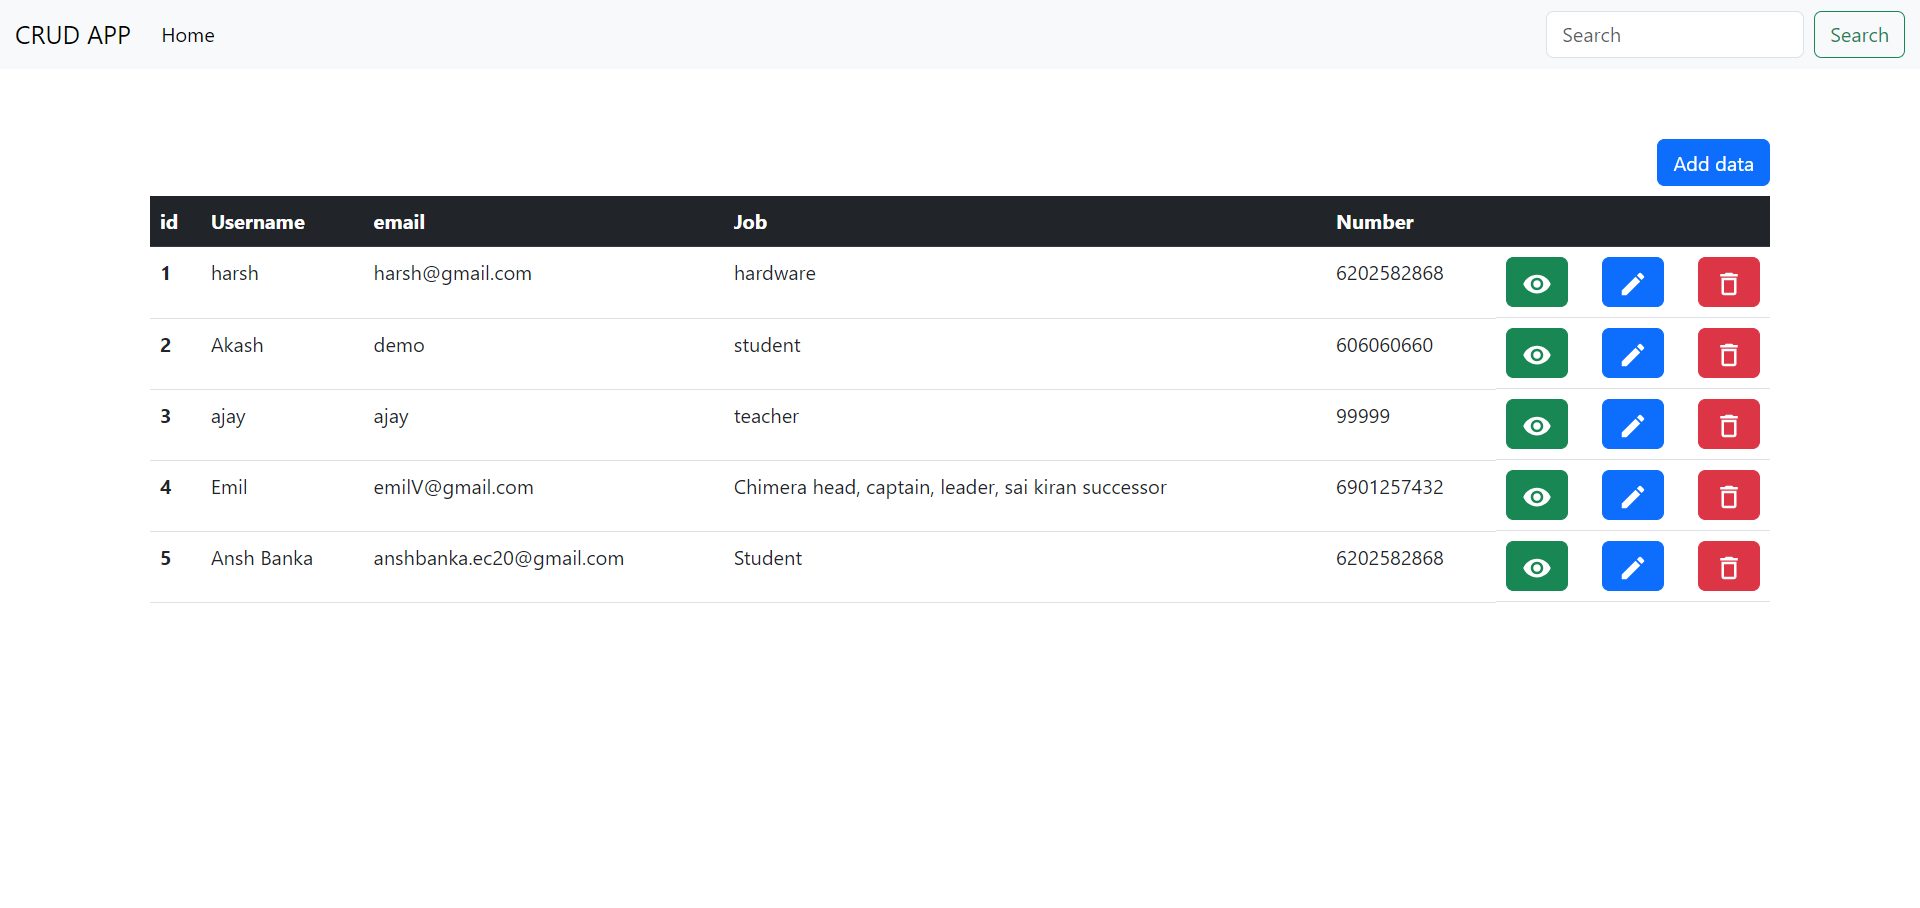 CRUD APP Home Search Search
Add data
id Username email Job Number
1 harsh harsh@gmail.com hardware 6202582868
2 Akash demo student 606060660
3 ajay ajay teacher 99999
4 Emil emilV@gmail.com Chimera head, captain, leader, sai kiran successor 6901257432
5 Ansh Banka anshbanka.ec20@gmail.com Student 6202582868